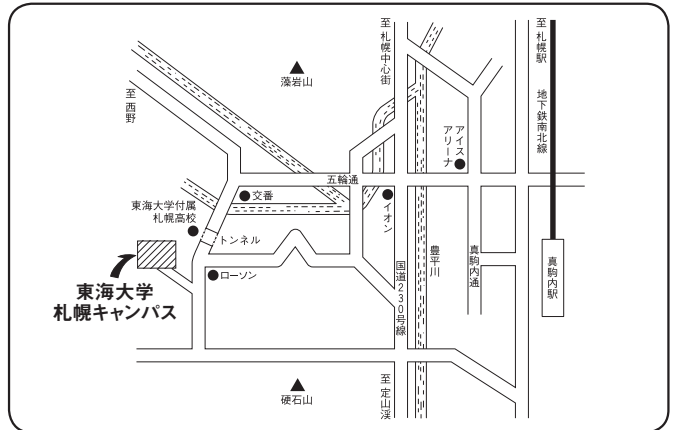 至札幌中心街
至札幌駅
地下鉄南北線
藻岩山
至西野
アイス
アリーナ
五輪通
交番
東海大学付属
札幌高校
イオン
トンネル
豊平川
真駒内通
真駒内駅
国道230号線
ローソン
東海大学
札幌キャンパス
硬石山
至定山渓